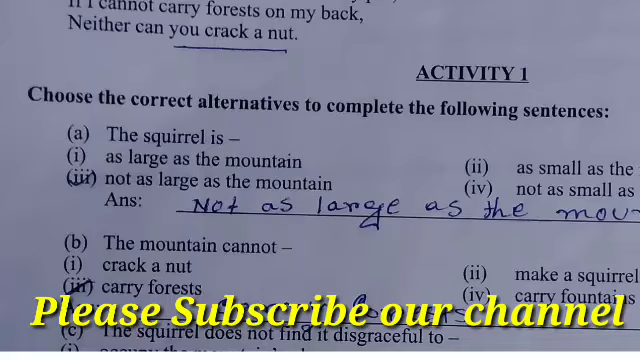 If I cannot carry forests on my back,
Neither can you crack a nut.
ACTIVITY 1
Choose the correct alternatives to complete the following sentences:
(a) The squirrel is –
(i) as large as the mountain (ii) as small as the
(iii) not as large as the mountain (iv) not as small as
Ans: Not as large as the moun
(b) The mountain cannot –
(i) crack a nut (ii) make a squirrel
(iii) carry forests (iv) carry fountains
Please Subscribe our channel
(c) The squirrel does not find it disgraceful to –
(i)